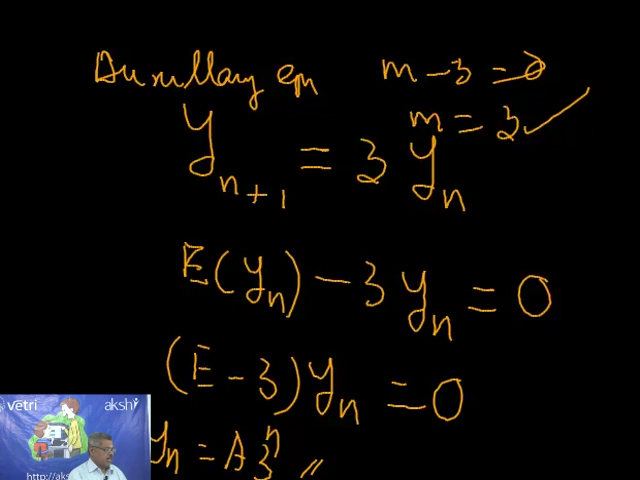 Auxillary eqn m - 3 = 0
m = 3 ✓
y_{n+1} = 3 y_n
E(y_n) - 3 y_n = 0
(E - 3) y_n = 0
y_n = A 3^n //
vētri akshi
http://aks